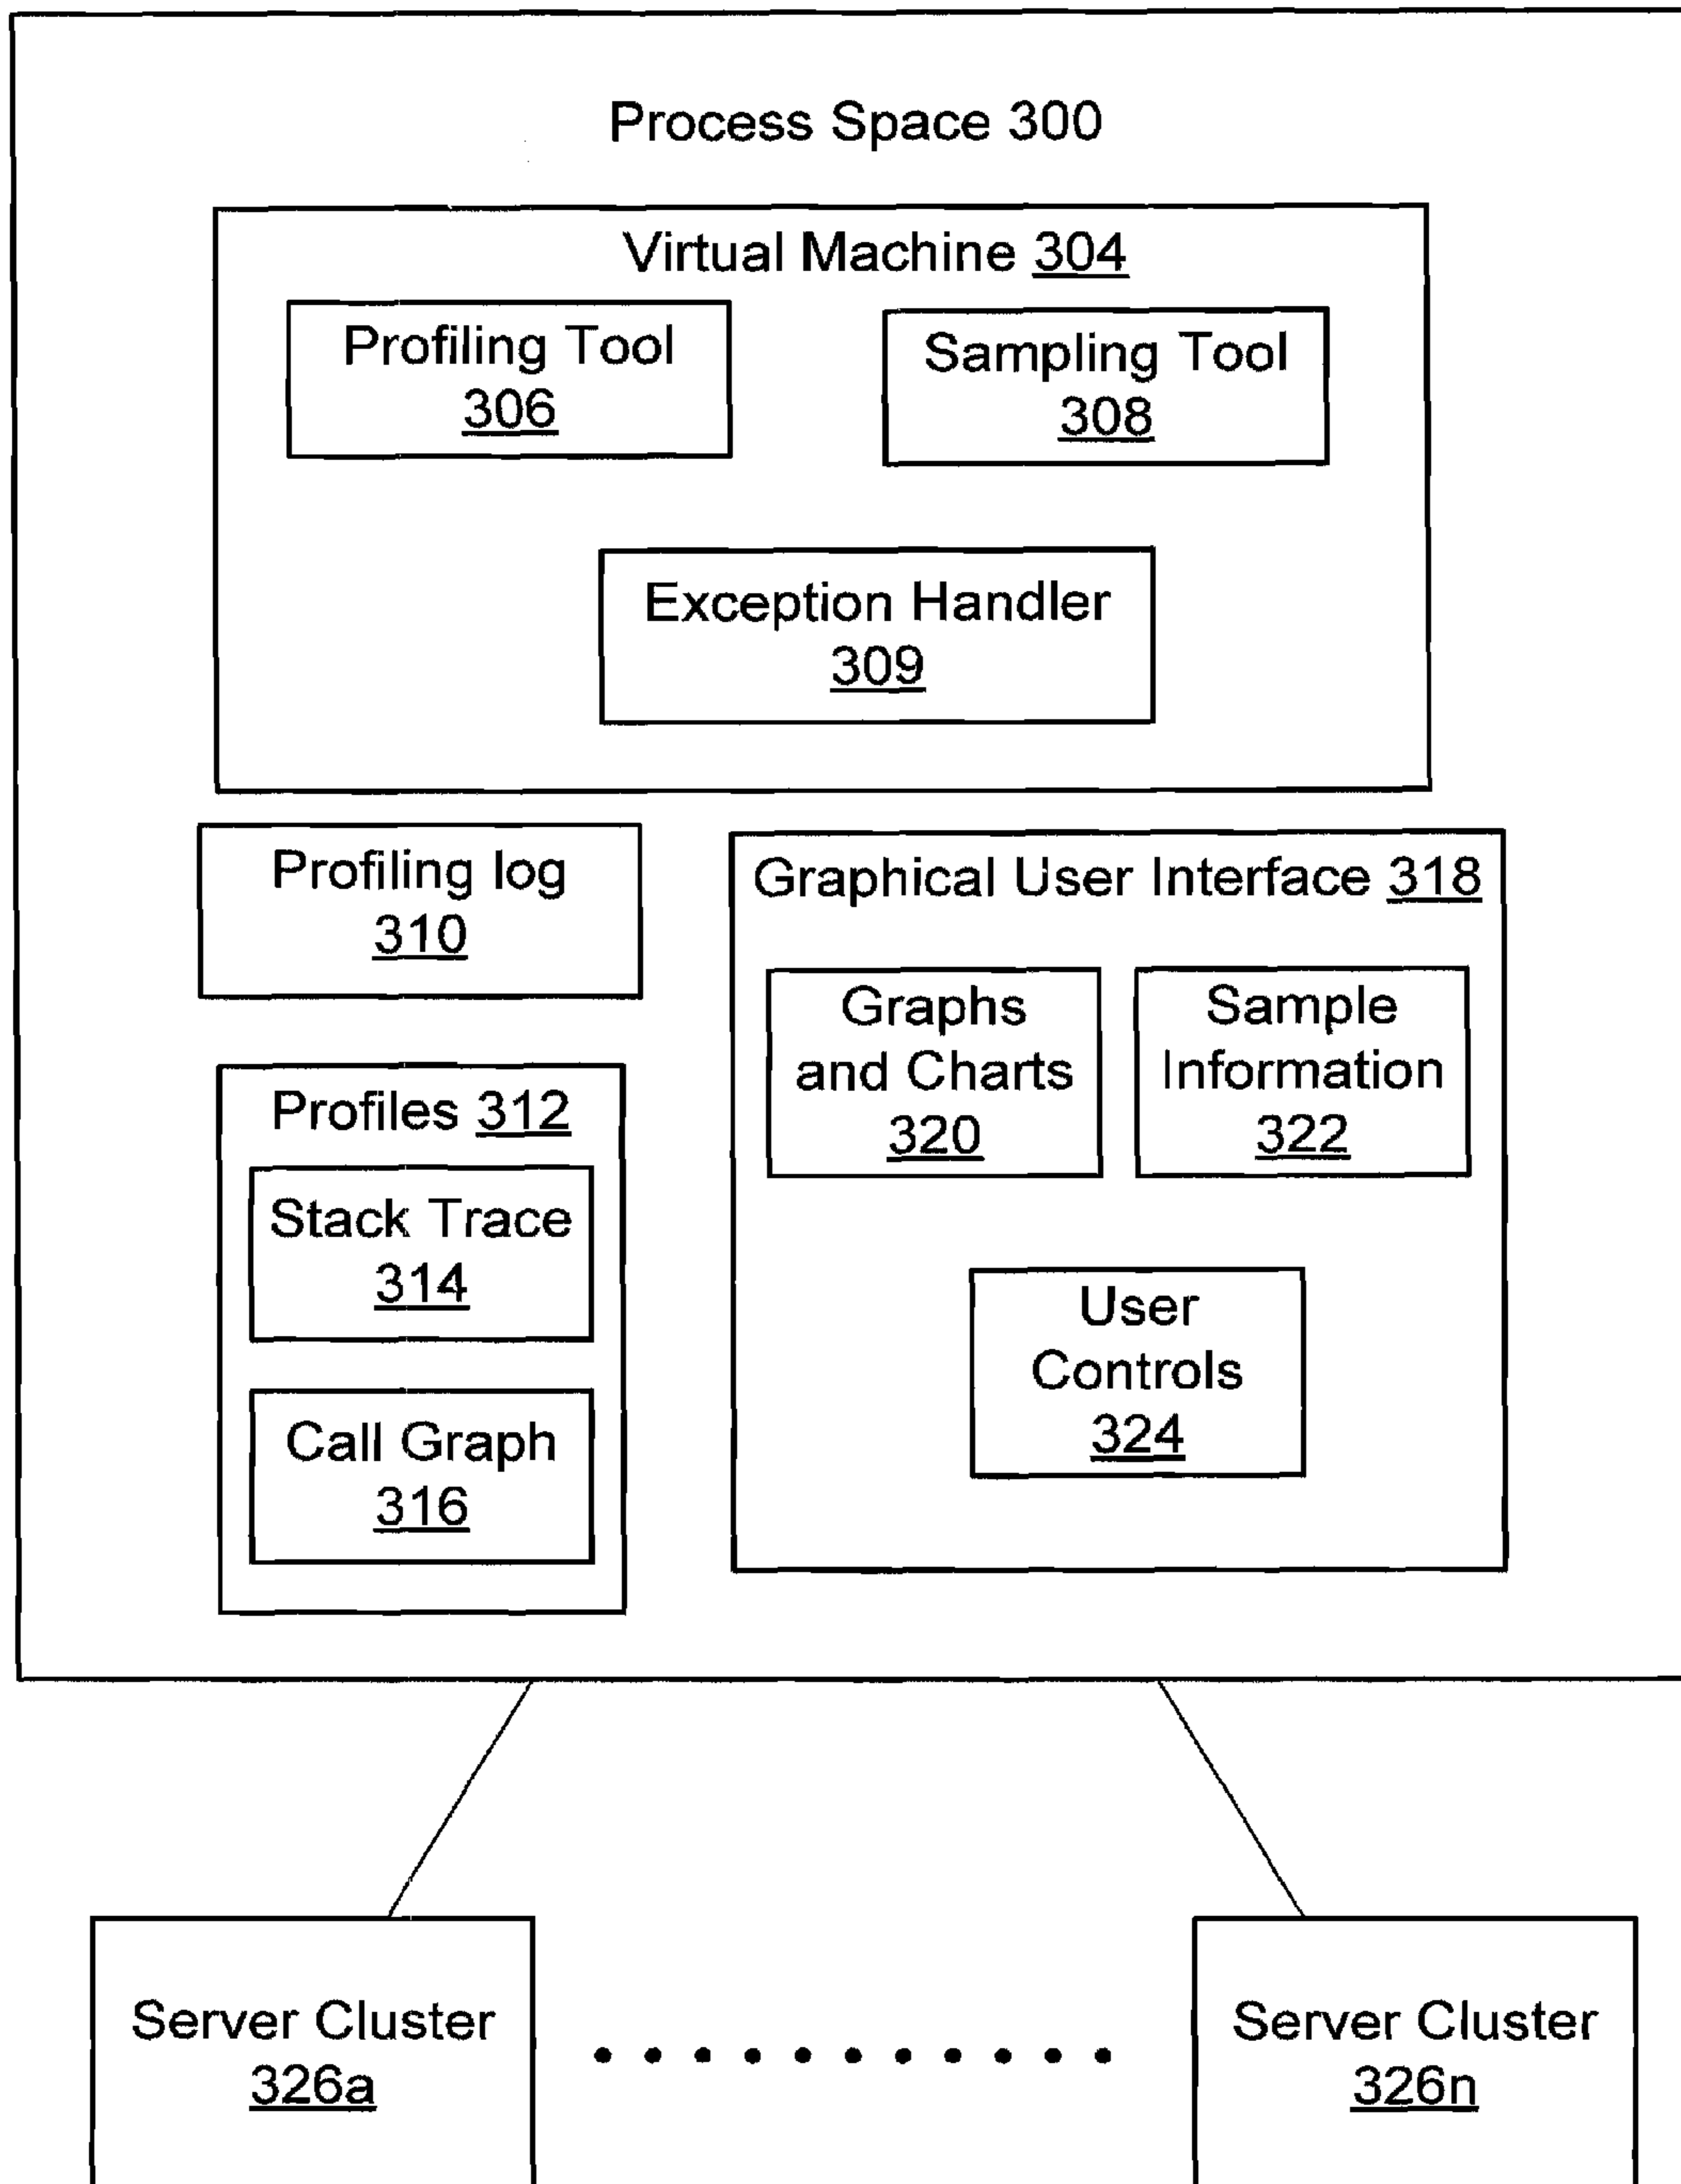 Process Space 300
Virtual Machine 304
Profiling Tool
306
Sampling Tool
308
Exception Handler
309
Profiling log
310
Profiles 312
Stack Trace
314
Call Graph
316
Graphical User Interface 318
Graphs
and Charts
320
Sample
Information
322
User
Controls
324
Server Cluster
326a
Server Cluster
326n